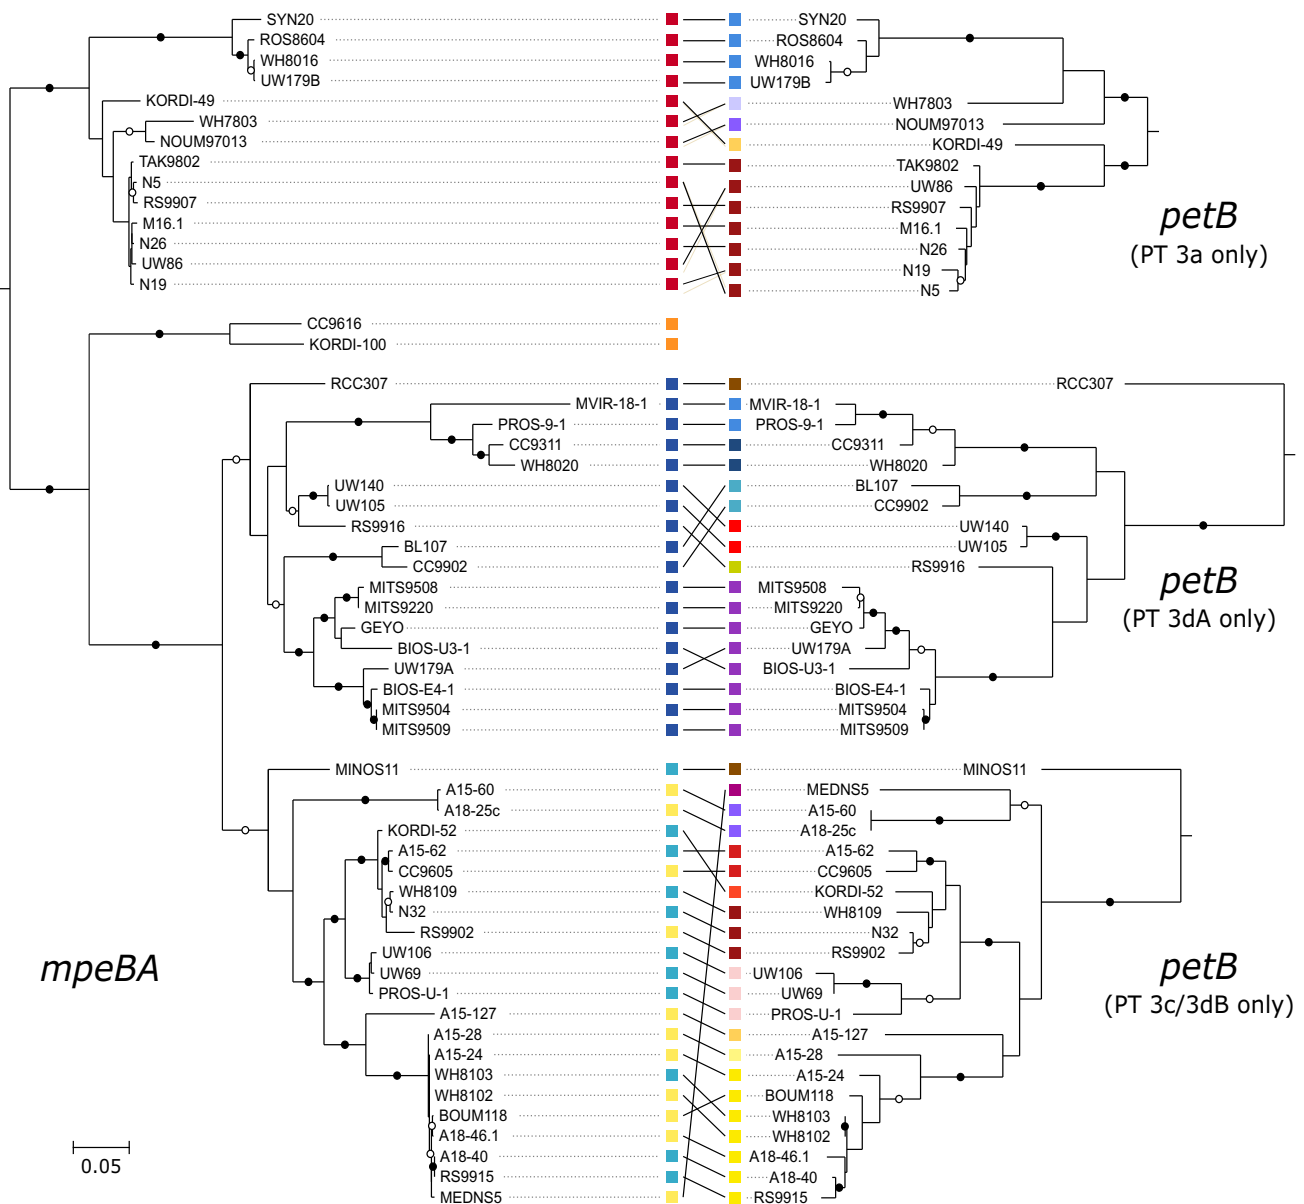 SYN20 SYN20
ROS8604 ROS8604
WH8016 WH8016
UW179B UW179B
KORDI-49 WH7803
WH7803 NOUM97013
NOUM97013 KORDI-49
TAK9802 TAK9802
N5 UW86
RS9907 RS9907
M16.1 M16.1
N26 N26
UW86 N19
N19 N5
petB
(PT 3a only)
CC9616
KORDI-100
RCC307 RCC307
MVIR-18-1 MVIR-18-1
PROS-9-1 PROS-9-1
CC9311 CC9311
WH8020 WH8020
UW140 BL107
UW105 CC9902
RS9916 UW140
BL107 UW105
CC9902 RS9916
MITS9508 MITS9508
MITS9220 MITS9220
GEYO GEYO
BIOS-U3-1 UW179A
UW179A BIOS-U3-1
BIOS-E4-1 BIOS-E4-1
MITS9504 MITS9504
MITS9509 MITS9509
petB
(PT 3dA only)
MINOS11 MINOS11
A15-60 MEDNS5
A18-25c A15-60
KORDI-52 A18-25c
A15-62 A15-62
CC9605 CC9605
WH8109 KORDI-52
N32 WH8109
RS9902 N32
UW106 RS9902
UW69 UW106
PROS-U-1 UW69
A15-127 PROS-U-1
A15-28 A15-127
A15-24 A15-28
WH8103 A15-24
WH8102 BOUM118
BOUM118 WH8103
A18-46.1 WH8102
A18-40 A18-46.1
RS9915 A18-40
MEDNS5 RS9915
mpeBA
petB
(PT 3c/3dB only)
0.05